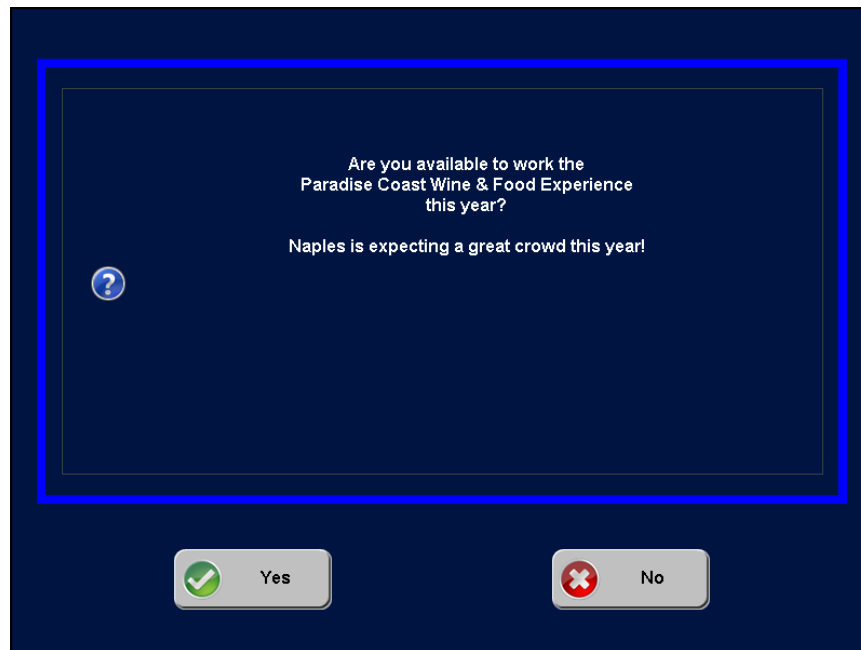 Are you available to work the
Paradise Coast Wine & Food Experience
this year?
Naples is expecting a great crowd this year!
Yes
No